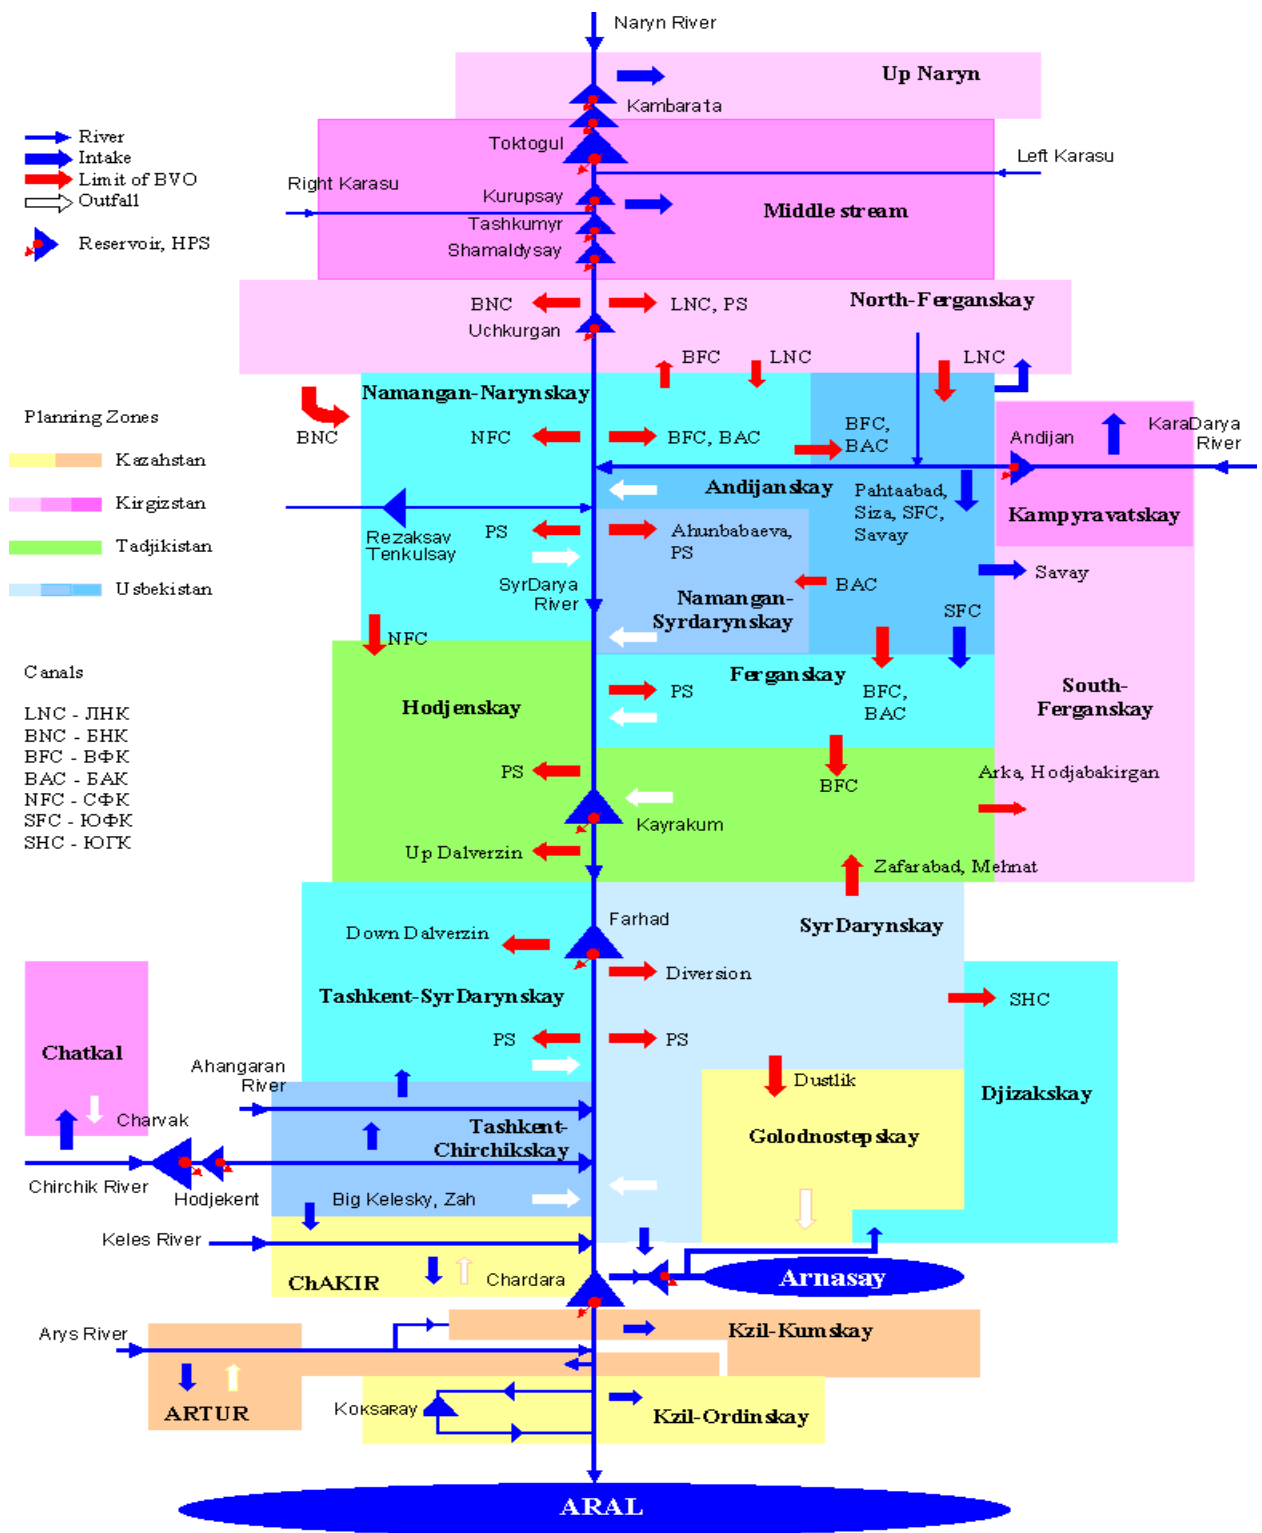 Naryn River
Up Naryn
Kambarata
River
Intake
Limit of BVO
Outfall
Reservoir, HPS
Toktogul
Left Karasu
Right Karasu
Kurupsay
Tashkumyr
Shamaldysay
Middle stream
BNC
LNC, PS
North-Ferganskay
Uchkurgan
BFC
LNC
LNC
Namangan-Narynskay
BNC
NFC
BFC, BAC
BFC,
BAC
Andijan
KaraDarya
River
Planning Zones
Kazahstan
Kirgizstan
Tadjikistan
Usbekistan
Andijanskay
Pahtaabad,
Siza, SFC,
Savay
Kampyravatskay
Rezaksav
Tenkulsay
PS
Ahunbabaeva,
PS
SyrDarya
River
BAC
Savay
Namangan-
Syrdarynskay
SFC
NFC
Ferganskay
Hodjenskay
PS
BFC,
BAC
South-
Ferganskay
Canals
LNC - ЛНК
BNC - БНК
BFC - ВФК
BAC - БАК
NFC - СФК
SFC - ЮФК
SHC - ЮГК
PS
BFC
Arka, Hodjabakirgan
Kayrakum
Up Dalverzin
Zafarabad, Mehnat
Farhad
SyrDarynskay
Down Dalverzin
Diversion
Tashkent-SyrDarynskay
SHC
PS
PS
Chatkal
Ahangaran
River
Dustlik
Djizakskay
Charvak
Tashkent-
Chirchikskay
Golodnostepskay
Chirchik River
Hodjekent
Big Kelesky, Zah
Keles River
ChAKIR
Chardara
Arnasay
Arys River
Kzil-Kumskay
ARTUR
Koksaray
Kzil-Ordinskay
ARAL